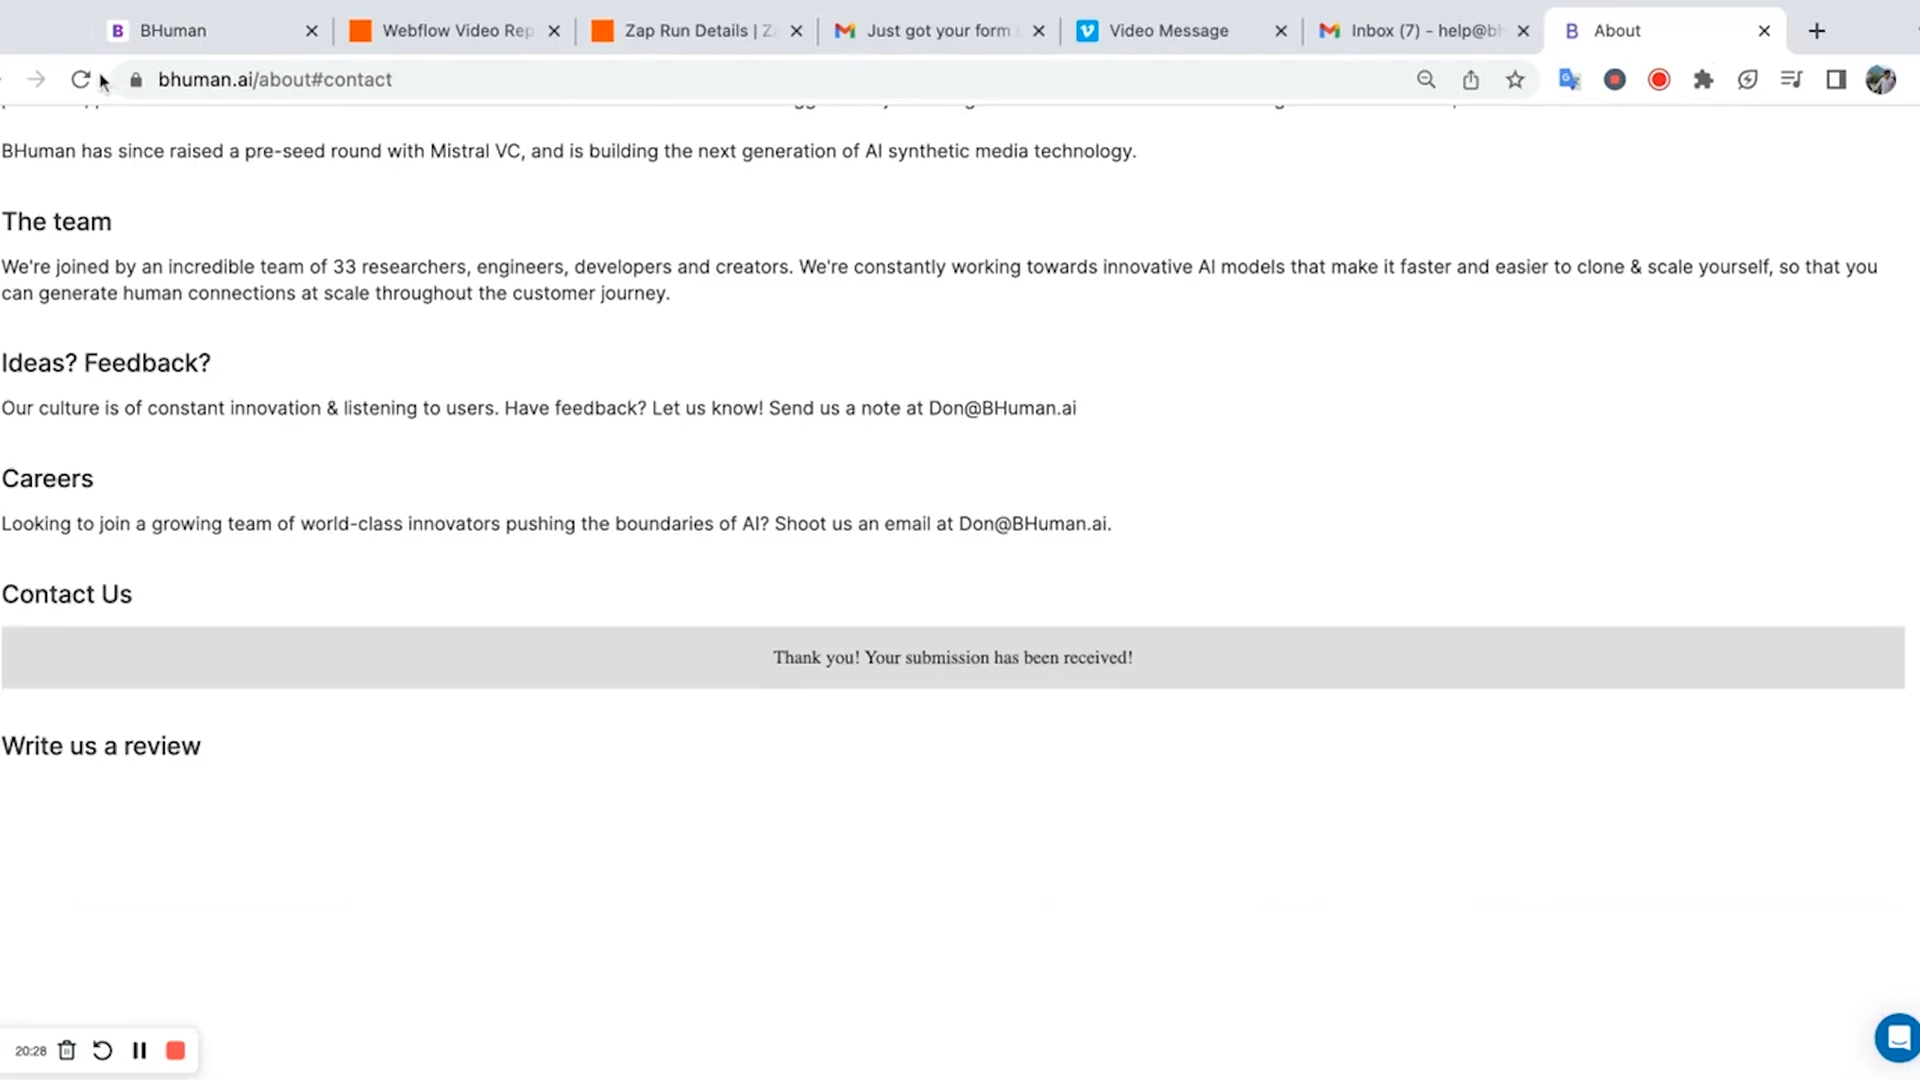 BHuman
Webflow Video Rep
Zap Run Details | Z
Just got your form
Video Message
Inbox (7) - help@bh
About
bhuman.ai/about#contact
BHuman has since raised a pre-seed round with Mistral VC, and is building the next generation of AI synthetic media technology.
The team
We're joined by an incredible team of 33 researchers, engineers, developers and creators. We're constantly working towards innovative AI models that make it faster and easier to clone & scale yourself, so that you
can generate human connections at scale throughout the customer journey.
Ideas? Feedback?
Our culture is of constant innovation & listening to users. Have feedback? Let us know! Send us a note at Don@BHuman.ai
Careers
Looking to join a growing team of world-class innovators pushing the boundaries of AI? Shoot us an email at Don@BHuman.ai.
Contact Us
Thank you! Your submission has been received!
Write us a review
20:28